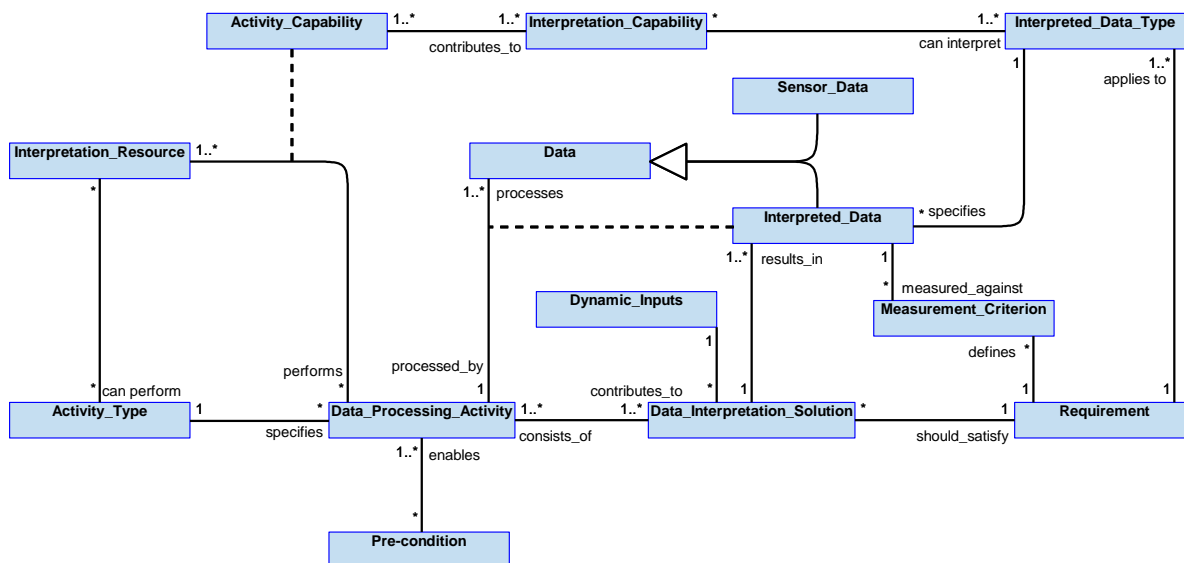 Activity_Capability
1..*
contributes_to
1..*
Interpretation_Capability
*
1..*
can interpret
Interpreted_Data_Type
1
1..*
applies to
Sensor_Data
Interpretation_Resource
1..*
*
Data
1..*
processes
Interpreted_Data
*
specifies
1..*
results_in
1
*
measured_against
Dynamic_Inputs
1
Measurement_Criterion
*
defines
performs
*
processed_by
1
contributes_to
*
1
1
1
*
can perform
Activity_Type
1
specifies
*
Data_Processing_Activity
1..*
consists_of
1..*
Data_Interpretation_Solution
*
should_satisfy
1
Requirement
1..*
enables
*
Pre-condition